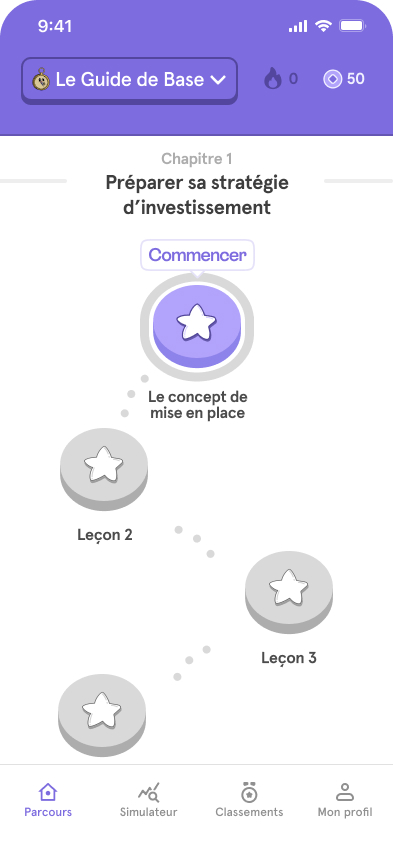 9:41
Le Guide de Base
0
50
Chapitre 1
Préparer sa stratégie
d’investissement
Commencer
Le concept de
mise en place
Leçon 2
Leçon 3
Parcours
Simulateur
Classements
Mon profil